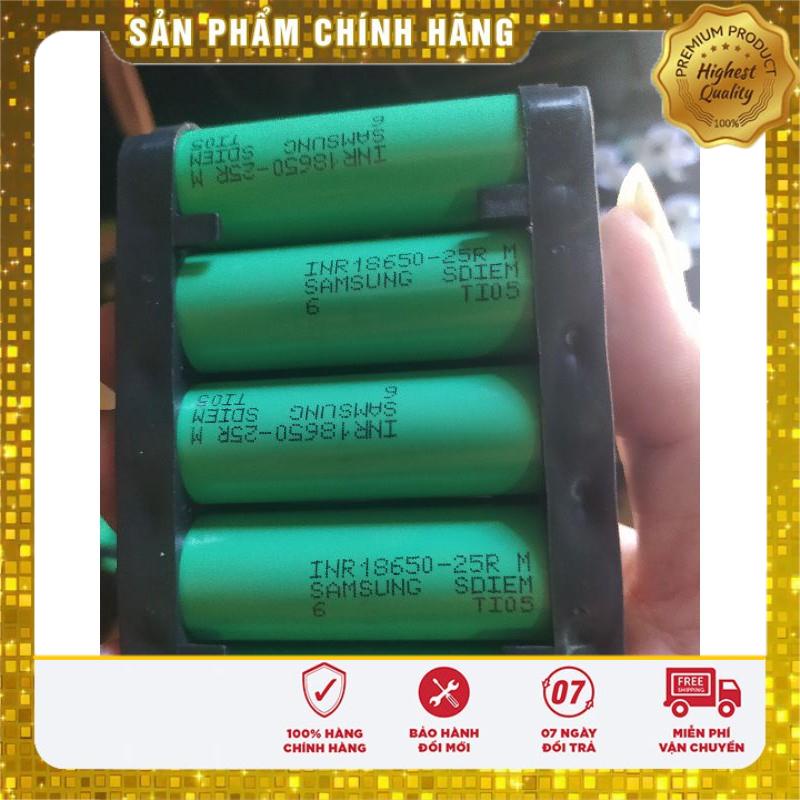 SẢN PHẨM CHÍNH HÃNG
PREMIUM PRODUCT
Highest
Quality
100%
INR18650-25R M
SAMSUNG SDIEM
6 TI05
INR18650-25R M
SAMSUNG SDIEM
6 TI05
INR18650-25R M
SAMSUNG SDIEM
6 TI05
INR18650-25R M
SAMSUNG SDIEM
6 TI05
100% HÀNG
CHÍNH HÃNG
BẢO HÀNH
ĐỔI MỚI
07
07 NGÀY
ĐỔI TRẢ
FREE
SHIPPING
MIỄN PHÍ
VẬN CHUYỂN